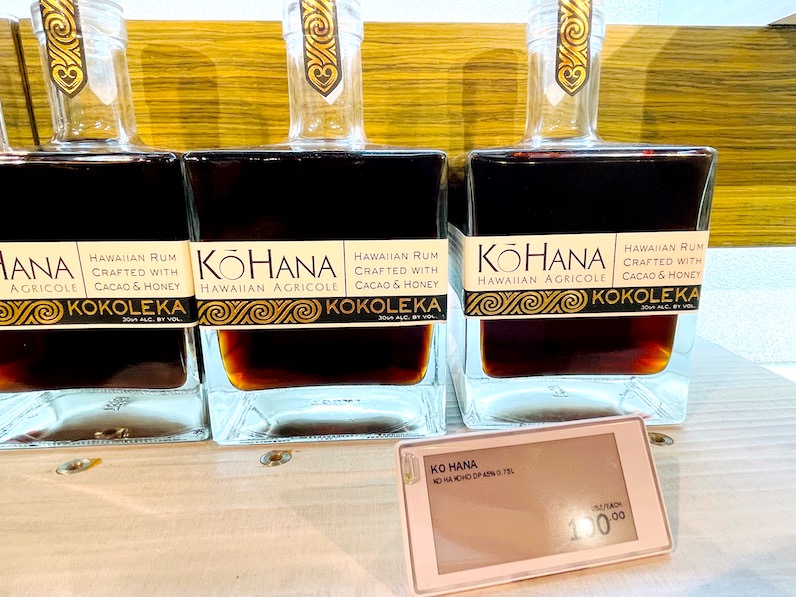 HANA
AGRICOLE
HAWAIIAN RUM
CRAFTED WITH
CACAO & HONEY
KOKOLEKA
30% ALC. BY VOL.
KŌHANA
HAWAIIAN AGRICOLE
HAWAIIAN RUM
CRAFTED WITH
CACAO & HONEY
KOKOLEKA
30% ALC. BY VOL.
KŌHANA
HAWAIIAN AGRICOLE
HAWAIIAN RUM
CRAFTED WITH
CACAO & HONEY
KOKOLEKA
30% ALC. BY VOL.
KO HANA
KO HA KOHO DP 45% 0.75L
US$/EACH
100.00